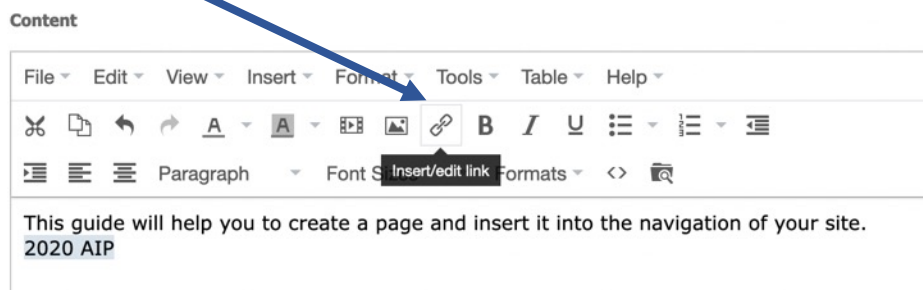 Content
File Edit View Insert Format Tools Table Help
A A B I U
Paragraph Font Sizes Insert/edit link Formats <>
This guide will help you to create a page and insert it into the navigation of your site.
2020 AIP